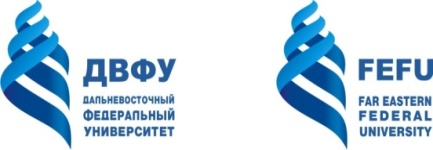 ДВФУ
ДАЛЬНЕВОСТОЧНЫЙ
ФЕДЕРАЛЬНЫЙ
УНИВЕРСИТЕТ
FEFU
FAR EASTERN
FEDERAL
UNIVERSITY